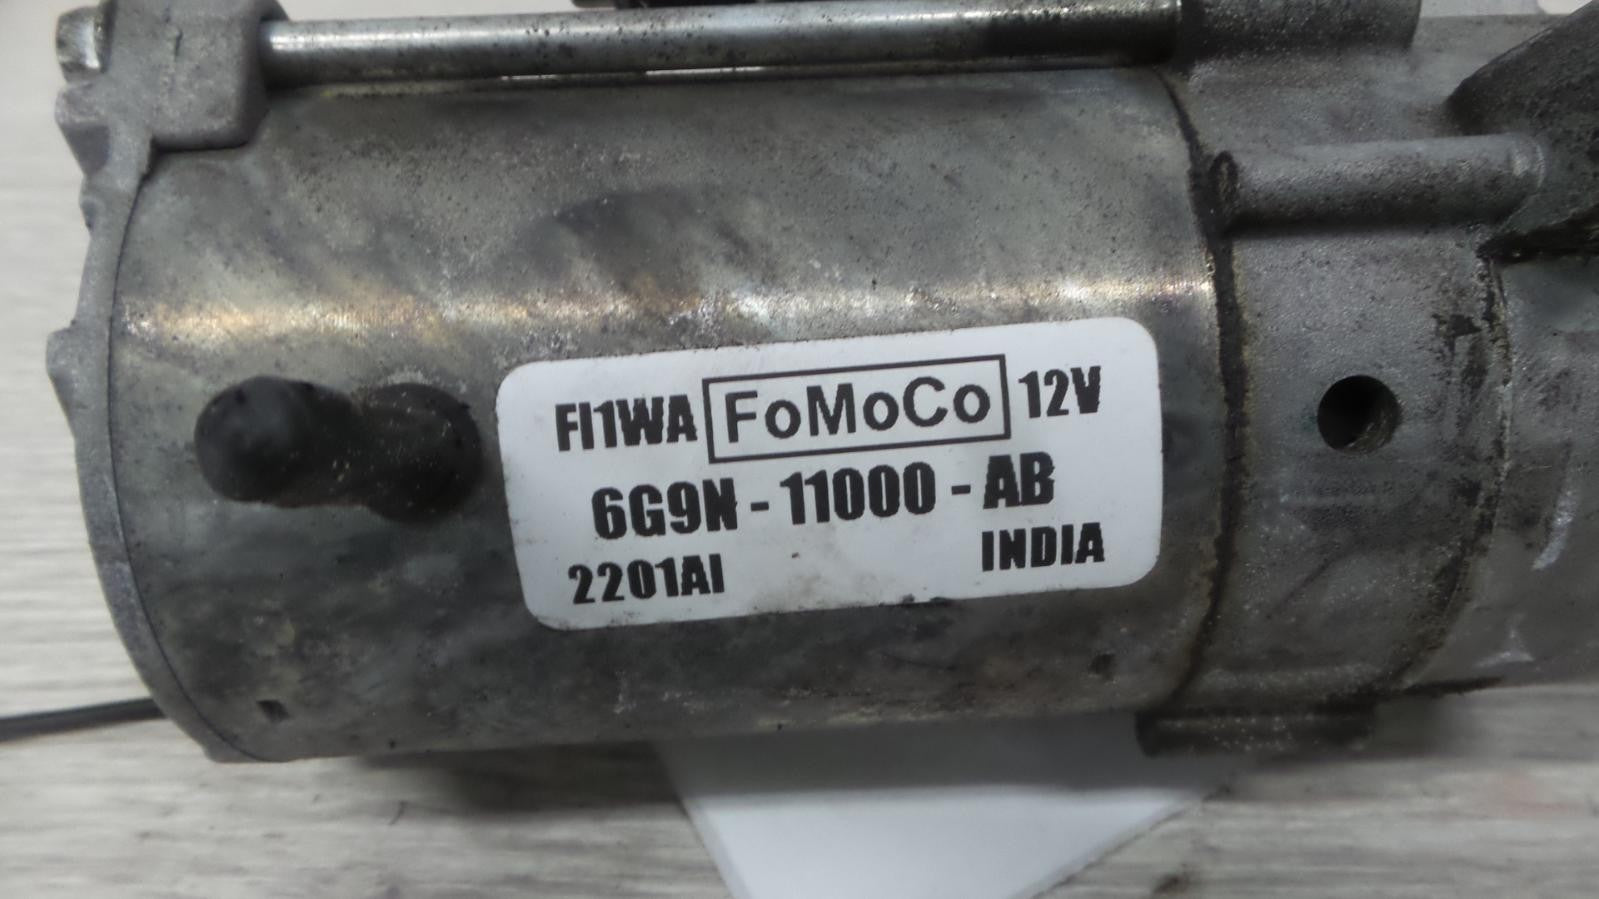 FI1WA FoMoCo 12V
6G9N - 11000 - AB
2201AI INDIA